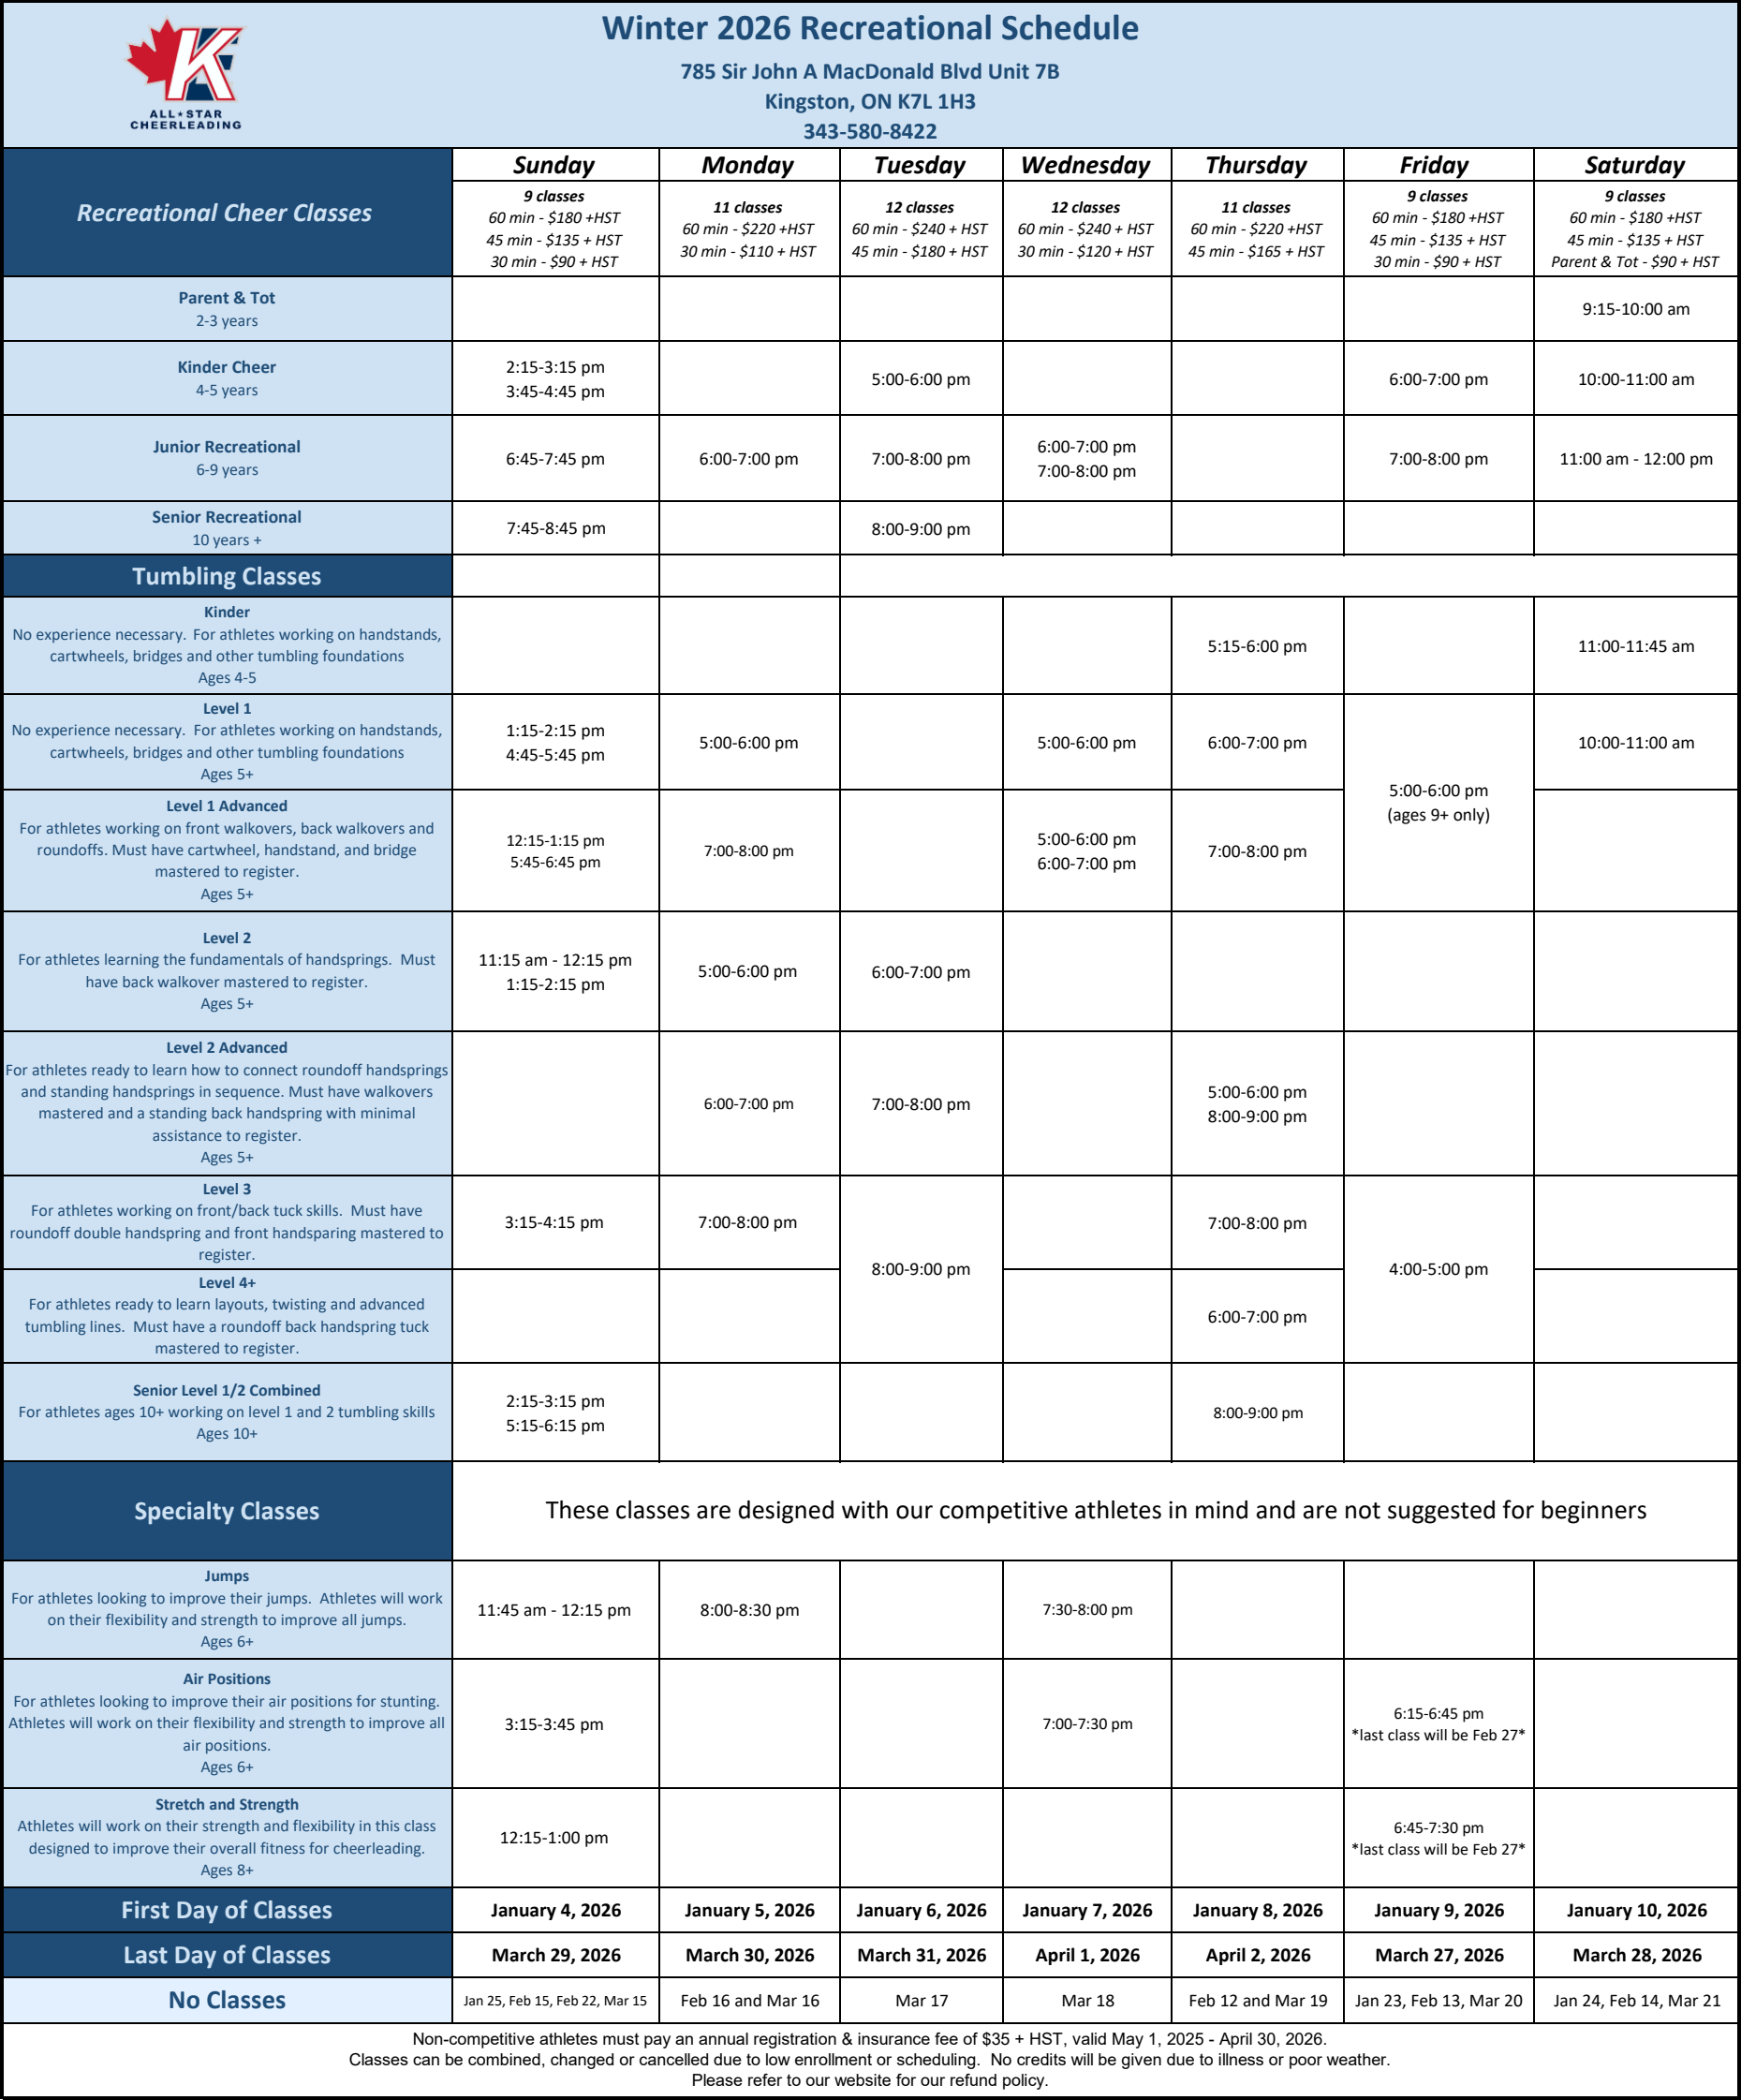 K
ALL★STAR
CHEERLEADING
Winter 2026 Recreational Schedule
785 Sir John A MacDonald Blvd Unit 7B
Kingston, ON K7L 1H3
343-580-8422
Recreational Cheer Classes
Sunday
Monday
Tuesday
Wednesday
Thursday
Friday
Saturday
9 classes
60 min - $180 +HST
45 min - $135 + HST
30 min - $90 + HST
11 classes
60 min - $220 +HST
30 min - $110 + HST
12 classes
60 min - $240 + HST
45 min - $180 + HST
12 classes
60 min - $240 + HST
30 min - $120 + HST
11 classes
60 min - $220 +HST
45 min - $165 + HST
9 classes
60 min - $180 +HST
45 min - $135 + HST
30 min - $90 + HST
9 classes
60 min - $180 +HST
45 min - $135 + HST
Parent & Tot - $90 + HST
Parent & Tot
2-3 years
9:15-10:00 am
Kinder Cheer
4-5 years
2:15-3:15 pm
3:45-4:45 pm
5:00-6:00 pm
6:00-7:00 pm
10:00-11:00 am
Junior Recreational
6-9 years
6:45-7:45 pm
6:00-7:00 pm
7:00-8:00 pm
6:00-7:00 pm
7:00-8:00 pm
7:00-8:00 pm
11:00 am - 12:00 pm
Senior Recreational
10 years +
7:45-8:45 pm
8:00-9:00 pm
Tumbling Classes
Kinder
No experience necessary. For athletes working on handstands,
cartwheels, bridges and other tumbling foundations
Ages 4-5
5:15-6:00 pm
11:00-11:45 am
Level 1
No experience necessary. For athletes working on handstands,
cartwheels, bridges and other tumbling foundations
Ages 5+
1:15-2:15 pm
4:45-5:45 pm
5:00-6:00 pm
5:00-6:00 pm
6:00-7:00 pm
5:00-6:00 pm
(ages 9+ only)
10:00-11:00 am
Level 1 Advanced
For athletes working on front walkovers, back walkovers and
roundoffs. Must have cartwheel, handstand, and bridge
mastered to register.
Ages 5+
12:15-1:15 pm
5:45-6:45 pm
7:00-8:00 pm
5:00-6:00 pm
6:00-7:00 pm
7:00-8:00 pm
Level 2
For athletes learning the fundamentals of handsprings. Must
have back walkover mastered to register.
Ages 5+
11:15 am - 12:15 pm
1:15-2:15 pm
5:00-6:00 pm
6:00-7:00 pm
Level 2 Advanced
For athletes ready to learn how to connect roundoff handsprings
and standing handsprings in sequence. Must have walkovers
mastered and a standing back handspring with minimal
assistance to register.
Ages 5+
6:00-7:00 pm
7:00-8:00 pm
5:00-6:00 pm
8:00-9:00 pm
Level 3
For athletes working on front/back tuck skills. Must have
roundoff double handspring and front handsparing mastered to
register.
3:15-4:15 pm
7:00-8:00 pm
8:00-9:00 pm
7:00-8:00 pm
4:00-5:00 pm
Level 4+
For athletes ready to learn layouts, twisting and advanced
tumbling lines. Must have a roundoff back handspring tuck
mastered to register.
6:00-7:00 pm
Senior Level 1/2 Combined
For athletes ages 10+ working on level 1 and 2 tumbling skills
Ages 10+
2:15-3:15 pm
5:15-6:15 pm
8:00-9:00 pm
Specialty Classes
These classes are designed with our competitive athletes in mind and are not suggested for beginners
Jumps
For athletes looking to improve their jumps. Athletes will work
on their flexibility and strength to improve all jumps.
Ages 6+
11:45 am - 12:15 pm
8:00-8:30 pm
7:30-8:00 pm
Air Positions
For athletes looking to improve their air positions for stunting.
Athletes will work on their flexibility and strength to improve all
air positions.
Ages 6+
3:15-3:45 pm
7:00-7:30 pm
6:15-6:45 pm
*last class will be Feb 27*
Stretch and Strength
Athletes will work on their strength and flexibility in this class
designed to improve their overall fitness for cheerleading.
Ages 8+
12:15-1:00 pm
6:45-7:30 pm
*last class will be Feb 27*
First Day of Classes
January 4, 2026
January 5, 2026
January 6, 2026
January 7, 2026
January 8, 2026
January 9, 2026
January 10, 2026
Last Day of Classes
March 29, 2026
March 30, 2026
March 31, 2026
April 1, 2026
April 2, 2026
March 27, 2026
March 28, 2026
No Classes
Jan 25, Feb 15, Feb 22, Mar 15
Feb 16 and Mar 16
Mar 17
Mar 18
Feb 12 and Mar 19
Jan 23, Feb 13, Mar 20
Jan 24, Feb 14, Mar 21
Non-competitive athletes must pay an annual registration & insurance fee of $35 + HST, valid May 1, 2025 - April 30, 2026.
Classes can be combined, changed or cancelled due to low enrollment or scheduling. No credits will be given due to illness or poor weather.
Please refer to our website for our refund policy.